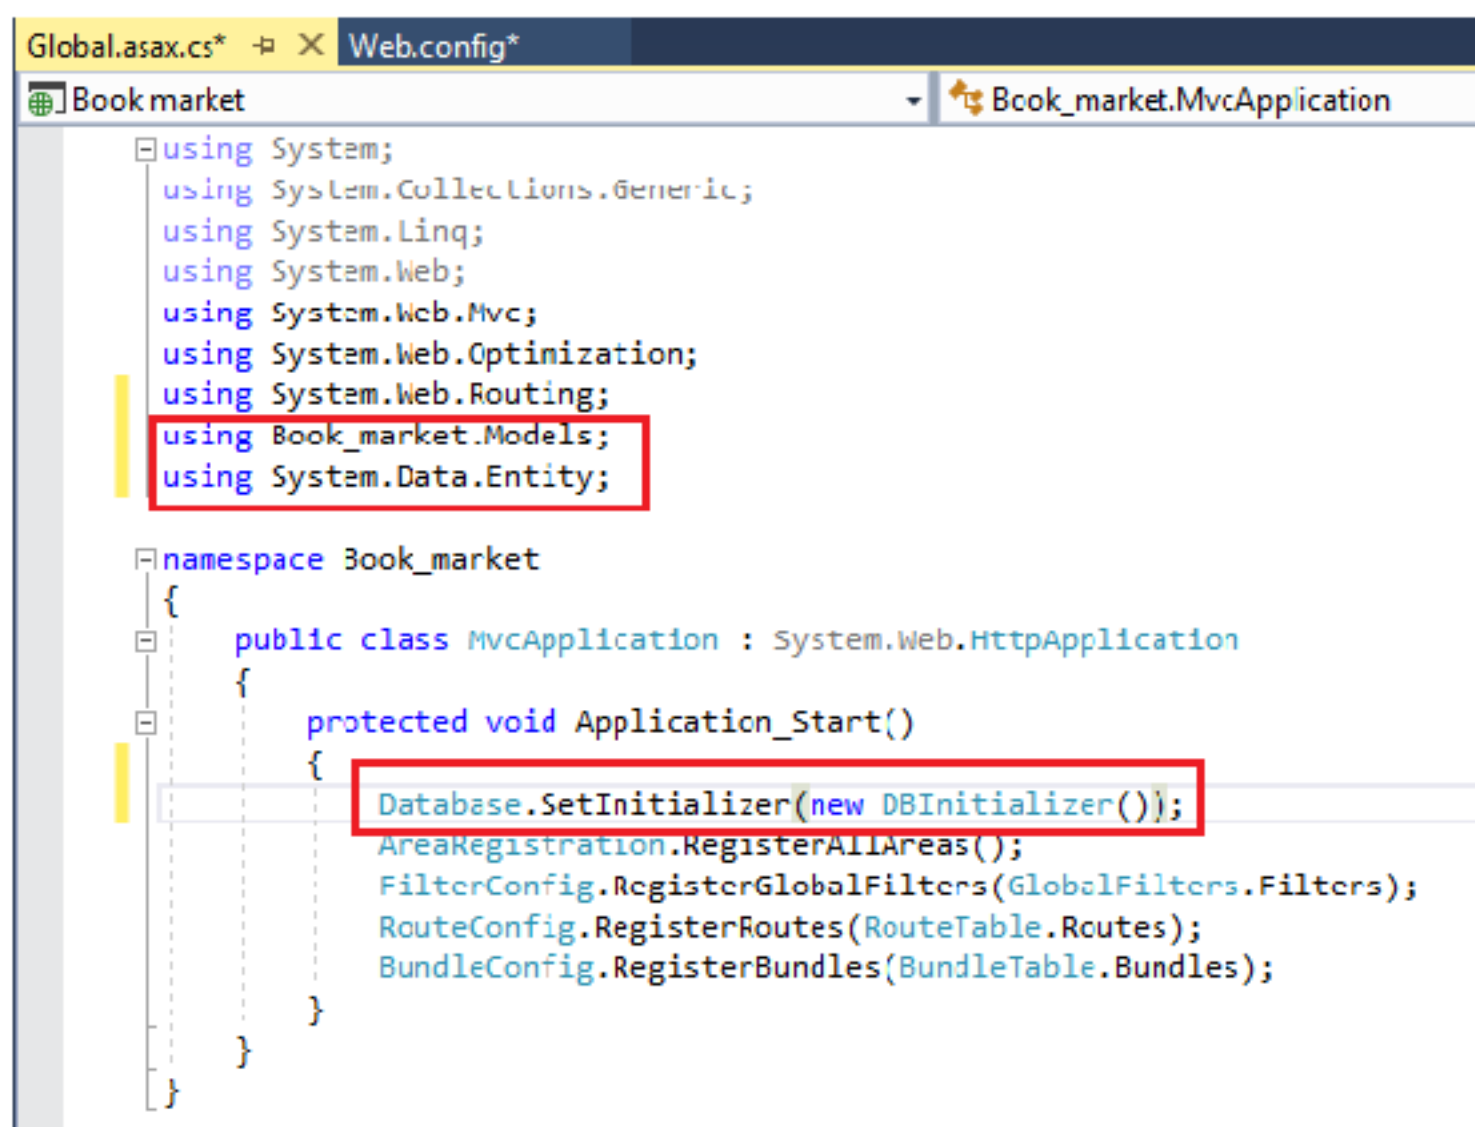 Global.asax.cs* Web.config*
Book market Book_market.MvcApplication
using System;
using System.Collections.Generic;
using System.Linq;
using System.Web;
using System.Web.Mvc;
using System.Web.Optimization;
using System.Web.Routing;
using Book_market.Models;
using System.Data.Entity;
namespace Book_market
{
public class MvcApplication : System.Web.HttpApplication
{
protected void Application_Start()
{
Database.SetInitializer(new DBInitializer());
AreaRegistration.RegisterAllAreas();
FilterConfig.RegisterGlobalFilters(GlobalFilters.Filters);
RouteConfig.RegisterRoutes(RouteTable.Routes);
BundleConfig.RegisterBundles(BundleTable.Bundles);
}
}
}